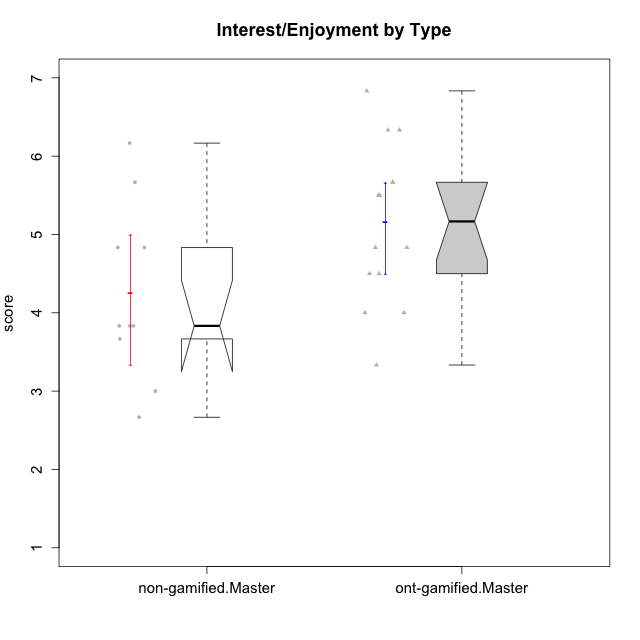 Interest/Enjoyment by Type
score
7
6
5
4
3
2
1
non-gamified.Master
ont-gamified.Master